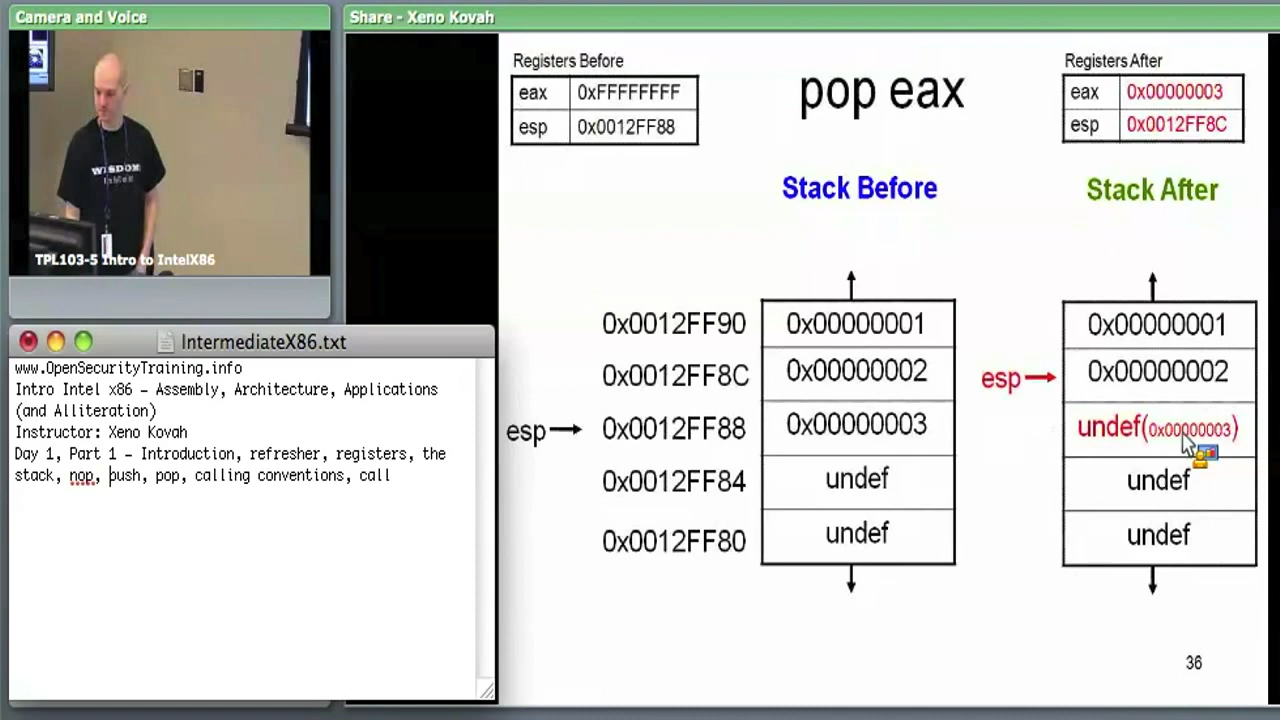 Camera and Voice
WISDOM
TPL103-5 Intro to IntelX86
IntermediateX86.txt
www.OpenSecurityTraining.info
Intro Intel x86 – Assembly, Architecture, Applications
(and Alliteration)
Instructor: Xeno Kovah
Day 1, Part 1 – Introduction, refresher, registers, the
stack, nop, push, pop, calling conventions, call
Share - Xeno Kovah
Registers Before
eax 0xFFFFFFFF
esp 0x0012FF88
pop eax
Registers After
eax 0x00000003
esp 0x0012FF8C
Stack Before
0x0012FF90 0x00000001
0x0012FF8C 0x00000002
esp 0x0012FF88 0x00000003
0x0012FF84 undef
0x0012FF80 undef
Stack After
0x00000001
esp 0x00000002
undef(0x00000003)
undef
undef
36